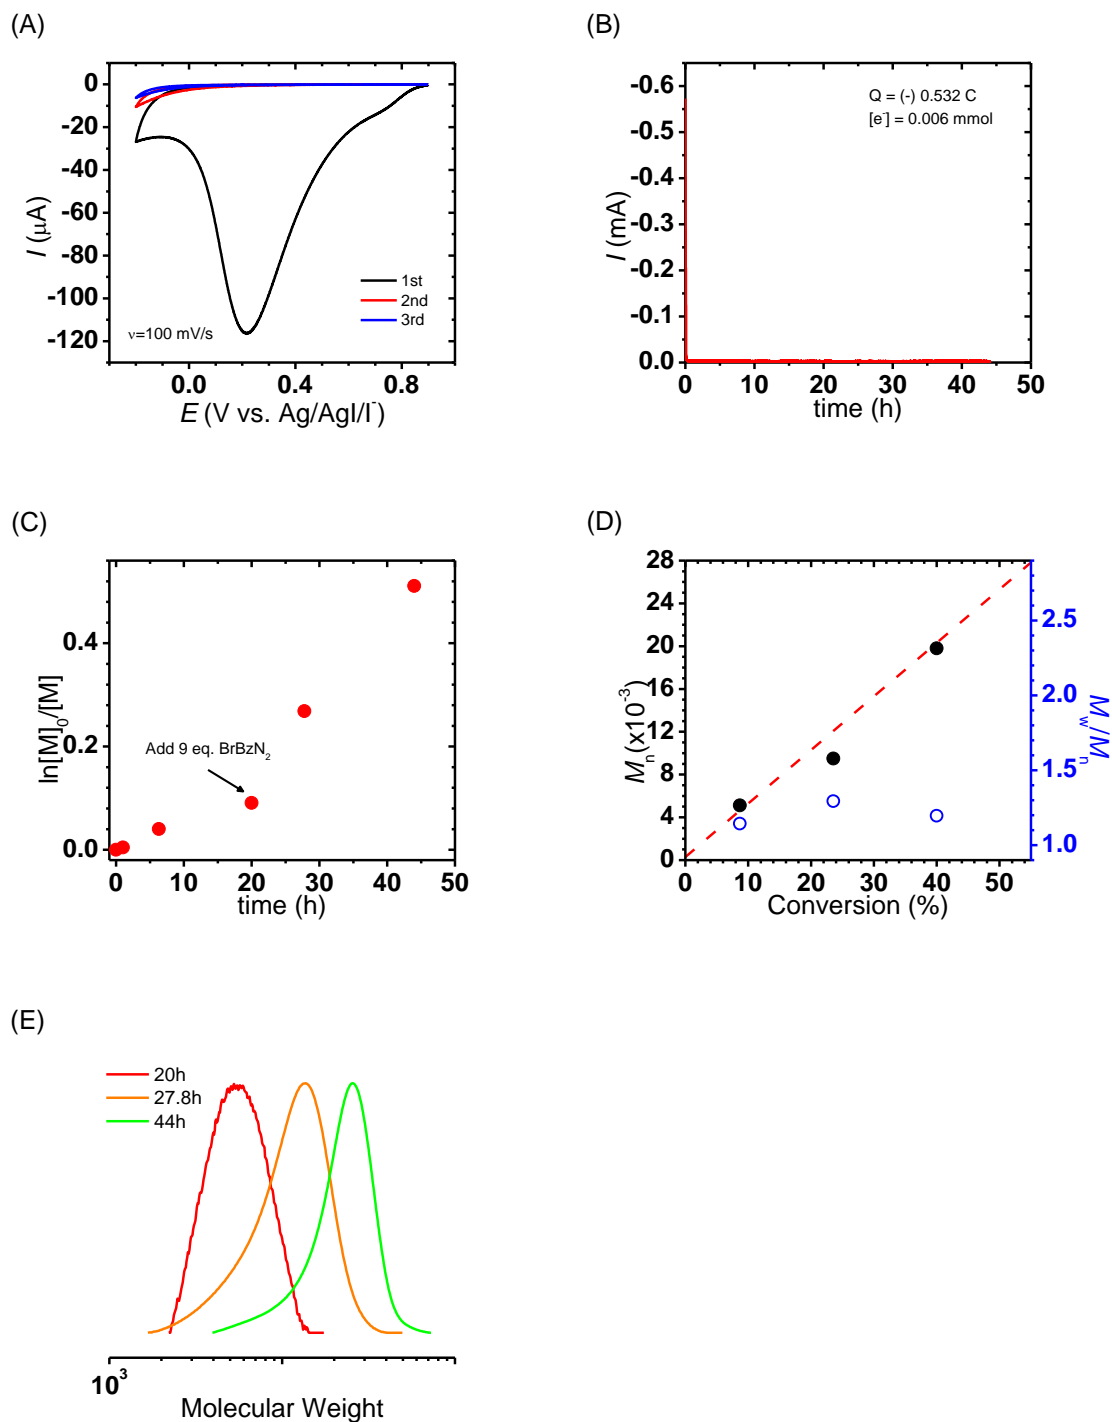 (A)
0
-20
-40
-60
-80
-100
-120
I (μA)
1st
2nd
3rd
ν=100 mV/s
0.0 0.4 0.8
E (V vs. Ag/AgI/I⁻)
(B)
-0.6
-0.5
-0.4
-0.3
-0.2
-0.1
0.0
I (mA)
Q = (-) 0.532 C
[e⁻] = 0.006 mmol
0 10 20 30 40 50
time (h)
(C)
0.4
0.2
0.0
ln[M]₀/[M]
Add 9 eq. BrBzN₂
0 10 20 30 40 50
time (h)
(D)
28
24
20
16
12
8
4
0
Mₙ(x10⁻³)
2.5
2.0
1.5
1.0
M_w/Mₙ
0 10 20 30 40 50
Conversion (%)
(E)
20h
27.8h
44h
10³
Molecular Weight